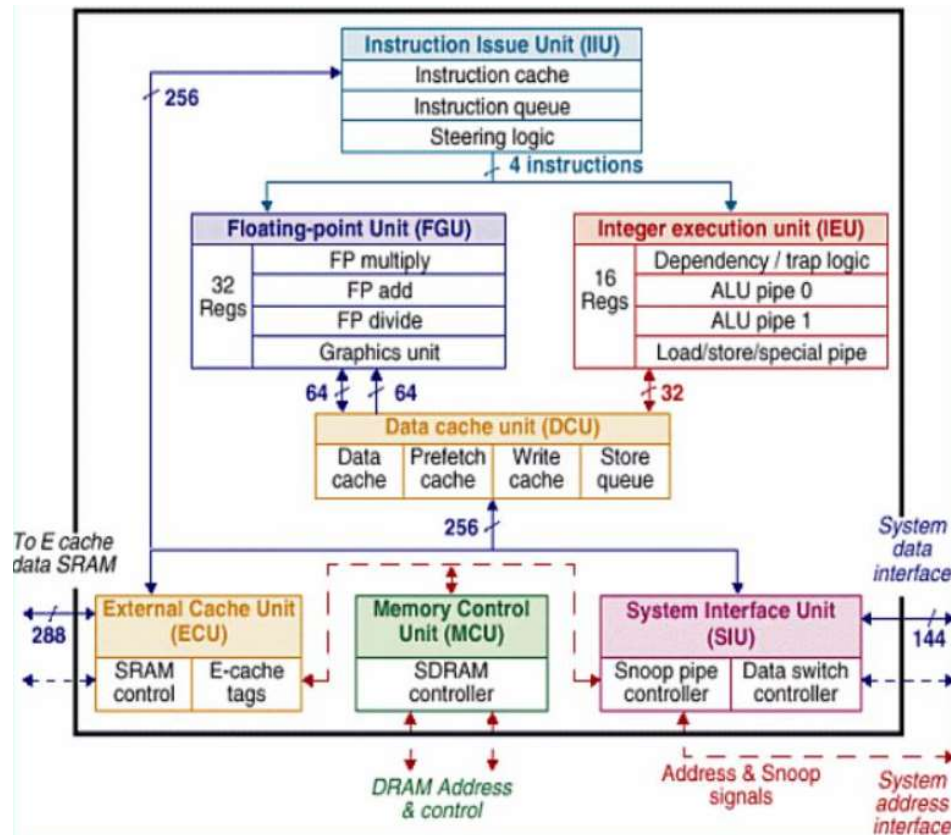 Instruction Issue Unit (IIU)
Instruction cache
Instruction queue
Steering logic
256
4 instructions
Floating-point Unit (FGU)
32
Regs
FP multiply
FP add
FP divide
Graphics unit
Integer execution unit (IEU)
16
Regs
Dependency / trap logic
ALU pipe 0
ALU pipe 1
Load/store/special pipe
64
64
32
Data cache unit (DCU)
Data
cache
Prefetch
cache
Write
cache
Store
queue
256
To E cache
data SRAM
288
External Cache Unit
(ECU)
SRAM
control
E-cache
tags
Memory Control
Unit (MCU)
SDRAM
controller
System Interface Unit
(SIU)
Snoop pipe
controller
Data switch
controller
System
data
interface
144
DRAM Address
& control
Address & Snoop
signals
System
address
interface